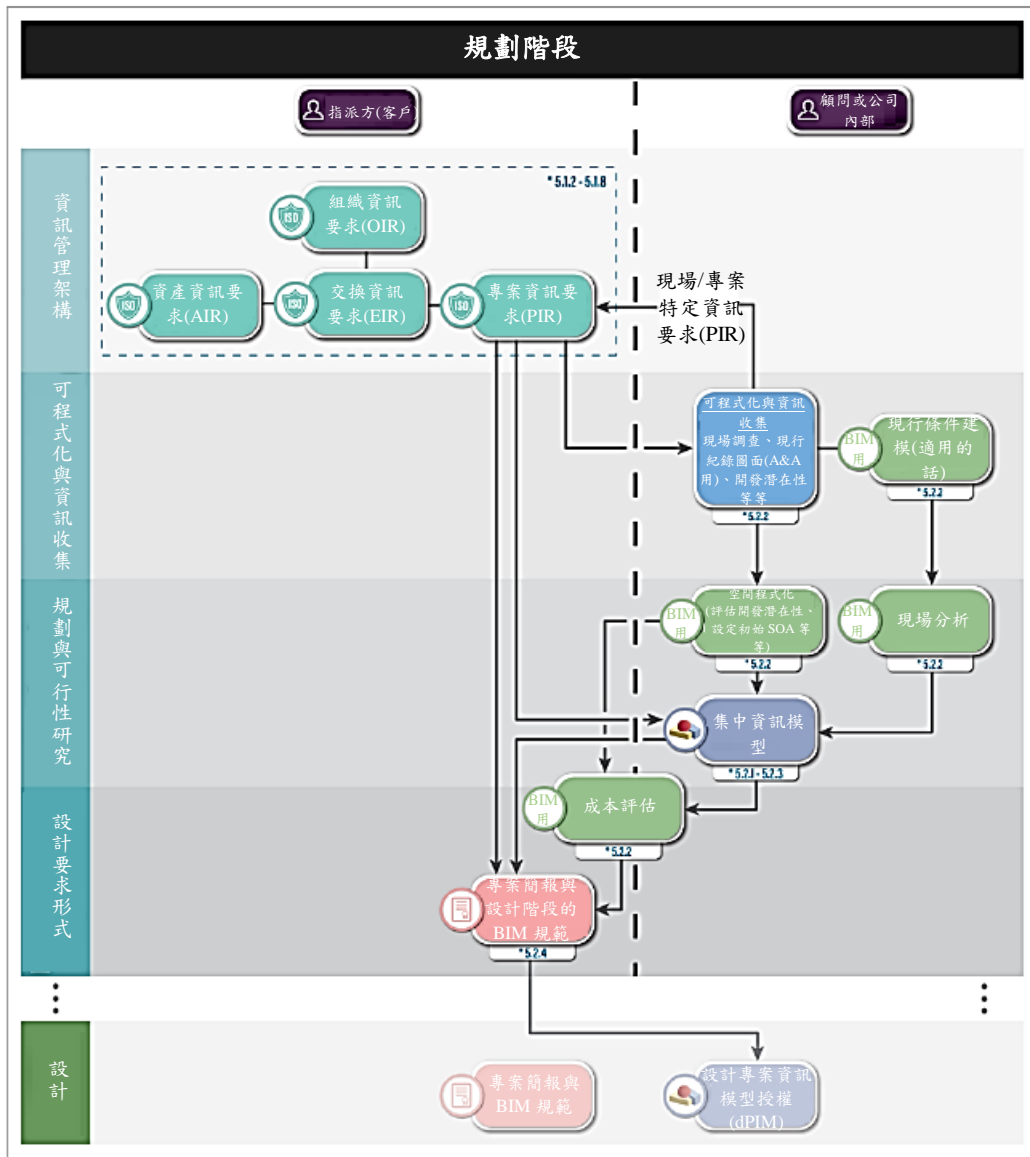 規劃階段
指派方(客戶)
顧問或公司
內部
資訊管理架構
* 5.1.2 - 5.1.8
組織資訊
要求(OIR)
ISO
資產資訊要
求(AIR)
ISO
交換資訊
要求(EIR)
ISO
專案資訊要
求(PIR)
ISO
現場/專案
特定資訊
要求(PIR)
可程式化與資訊收集
可程式化與資訊
收集
現場調查、現行
紀錄圖面(A&A
用)、開發潛在性
等等
* 5.2.2
BIM
用
現行條件建
模(適用的
話)
* 5.2.2
規劃與可行性研究
BIM
用
空間程式化
(評估開發潛在性、
設定初始 SOA 等
等)
* 5.2.2
BIM
用
現場分析
* 5.2.2
集中資訊模
型
* 5.2.1 - 5.2.3
設計要求形式
BIM
用
成本評估
* 5.2.2
專案簡報與
設計階段的
BIM 規範
* 5.2.4
設計
專案簡報與
BIM 規範
設計專案資訊
模型授權
(dPIM)